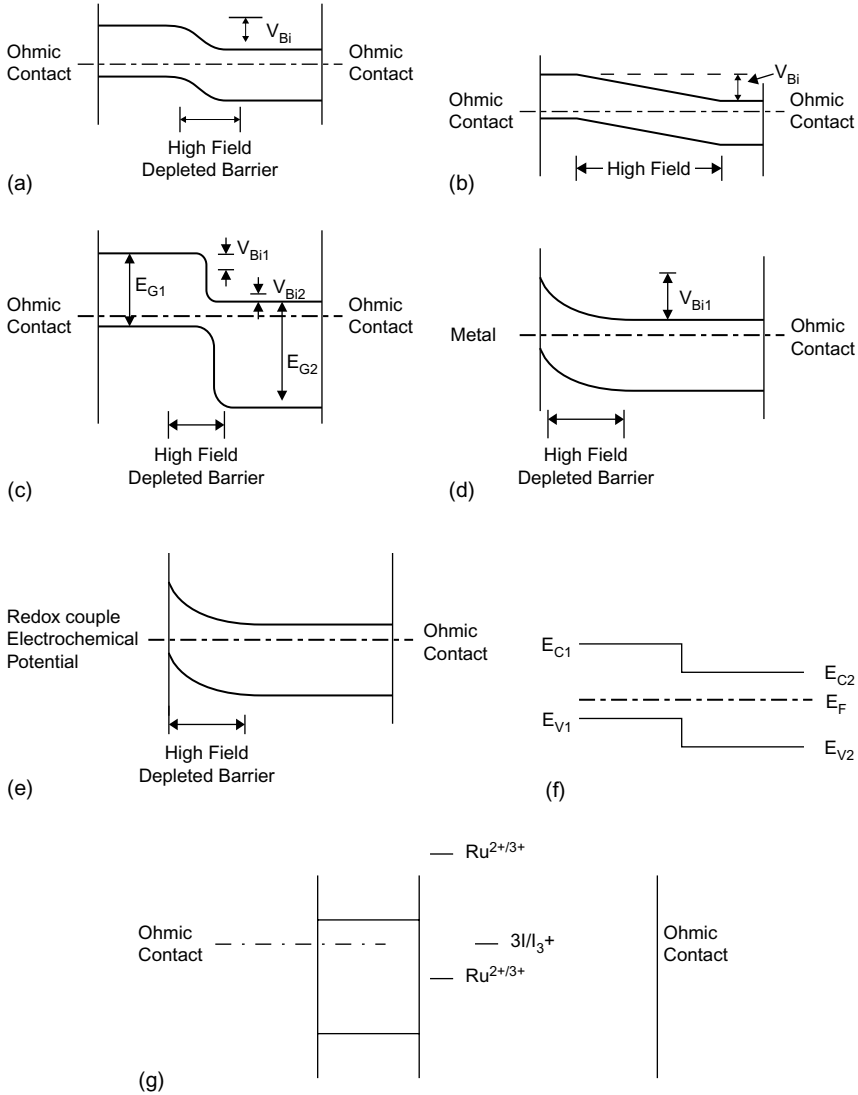 V_Bi
Ohmic
Contact
Ohmic
Contact
High Field
Depleted Barrier
(a)
V_Bi
Ohmic
Contact
Ohmic
Contact
High Field
(b)
V_Bi1
E_G1
V_Bi2
Ohmic
Contact
Ohmic
Contact
E_G2
High Field
Depleted Barrier
(c)
V_Bi1
Metal
Ohmic
Contact
High Field
Depleted Barrier
(d)
Redox couple
Electrochemical
Potential
Ohmic
Contact
High Field
Depleted Barrier
(e)
E_C1
E_C2
E_F
E_V1
E_V2
(f)
Ru^2+/3+
Ohmic
Contact
3I/I_3+
Ohmic
Contact
Ru^2+/3+
(g)